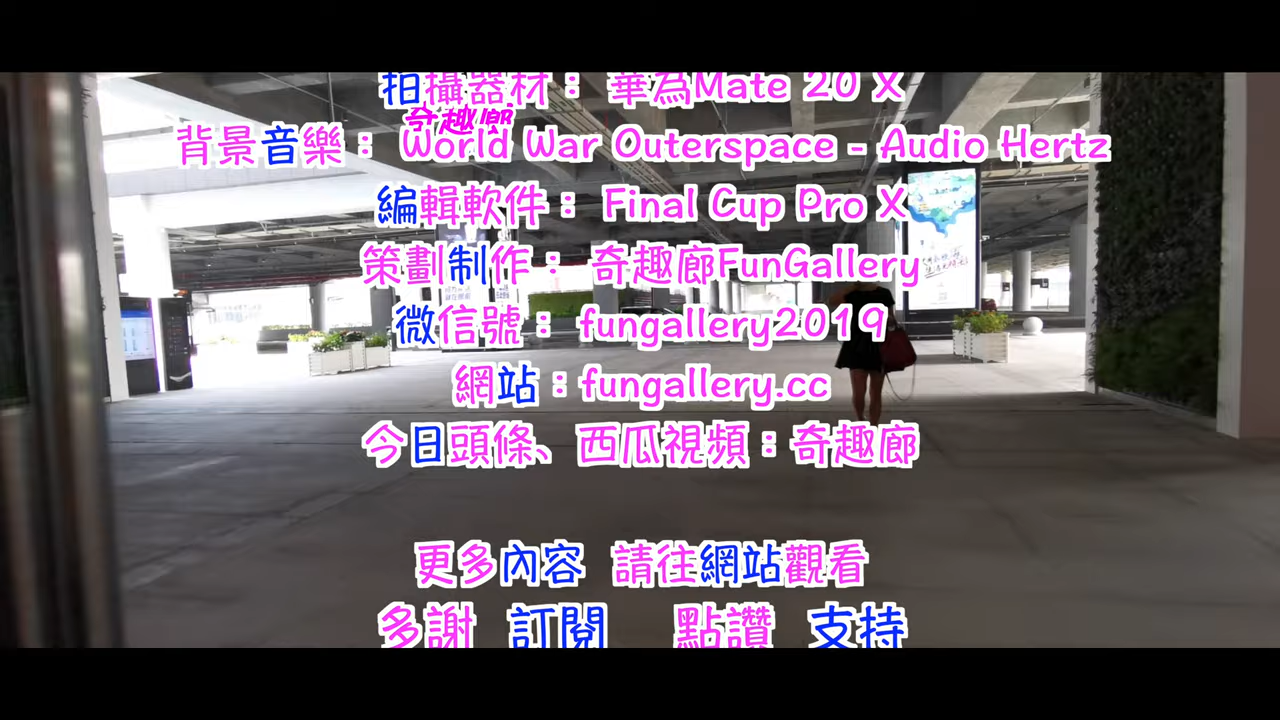 拍攝器材： 華為Mate 20 X
奇趣廊
背景音樂： World War Outerspace - Audio Hertz
編輯軟件： Final Cup Pro X
策劃制作： 奇趣廊FunGallery
微信號： fungallery2019
網站：fungallery.cc
今日頭條、西瓜視頻：奇趣廊
更多內容 請往網站觀看
多謝 訂閱 點讚 支持